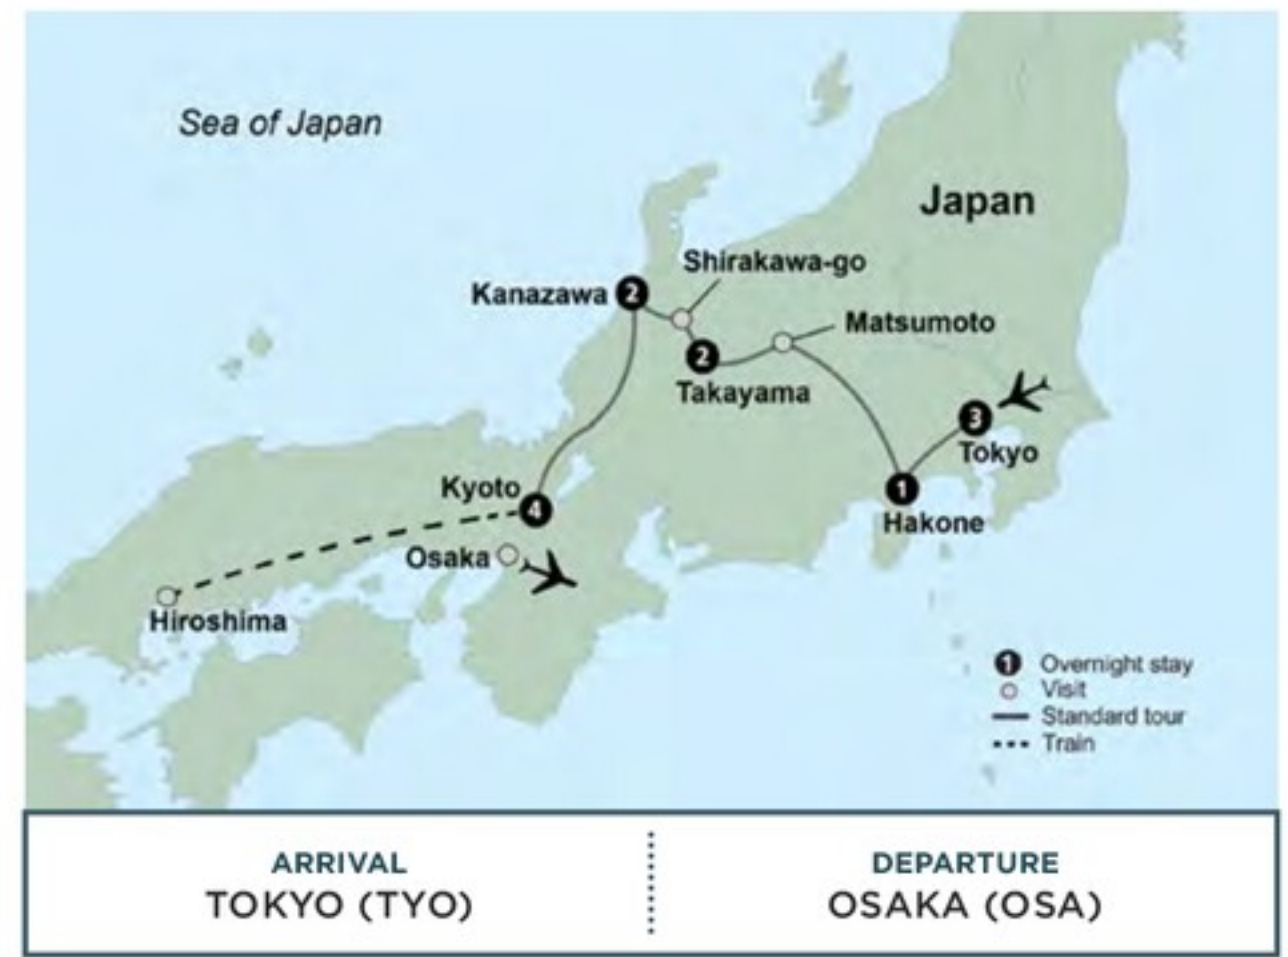 Sea of Japan
Japan
Shirakawa-go
Kanazawa 2
Matsumoto
2
Takayama
3
Tokyo
Kyoto
4
1
Hakone
Osaka
Hiroshima
1 Overnight stay
Visit
Standard tour
Train
ARRIVAL
TOKYO (TYO)
DEPARTURE
OSAKA (OSA)